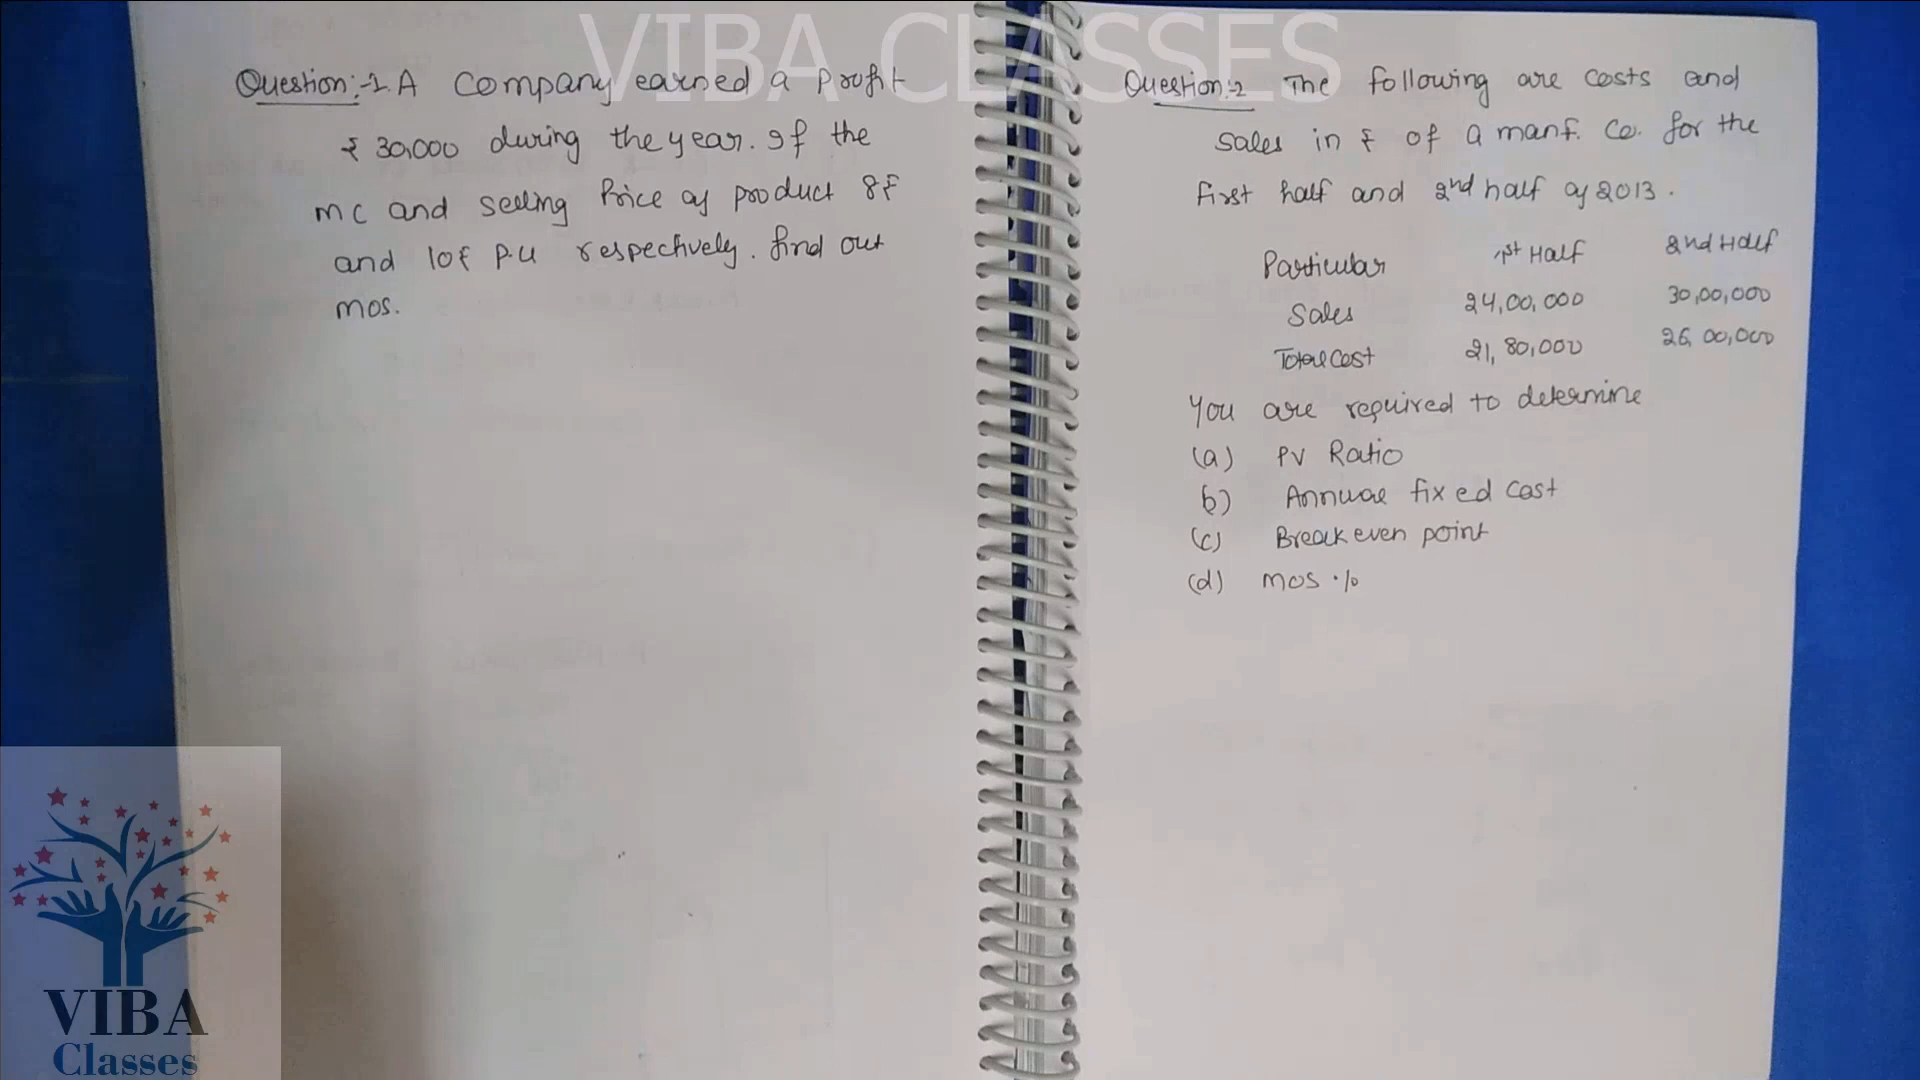 VIBA CLASSES
Question:-1. A Company earned a Profit
₹ 30,000 during the year. If the
mc and selling Price of product 8₹
and 10₹ P.U respectively. find out
mos.
Question:-2 The following are costs and
Sales in ₹ of a manf. Co. for the
first half and 2nd half of 2013.
Particular 1st Half 2nd Half
Sales 24,00,000 30,00,000
Total Cost 21,80,000 26,00,000
You are required to determine
(a) PV Ratio
b) Annual fixed Cost
(c) Break even point
(d) mos %
VIBA
Classes